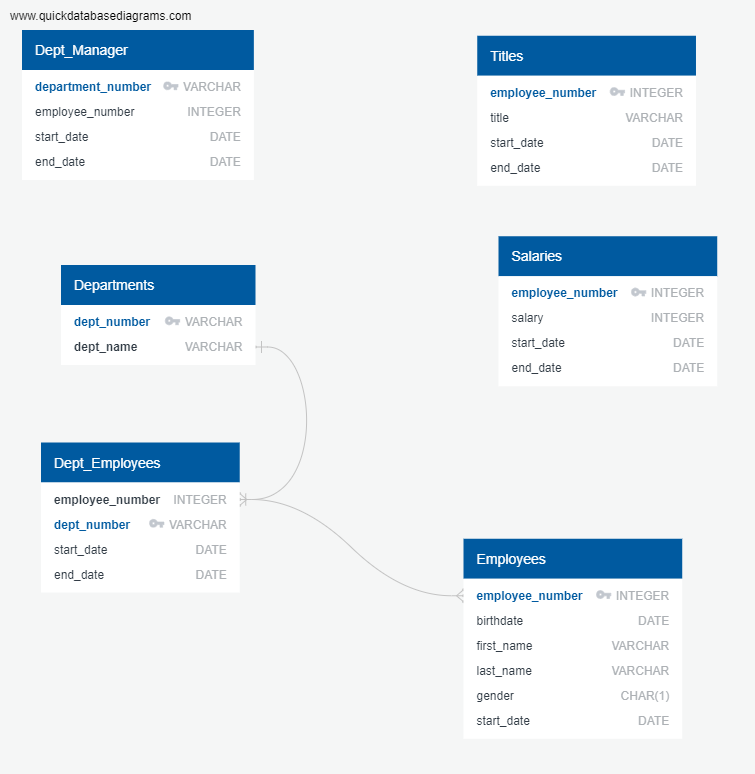 www.quickdatabasediagrams.com
Dept_Manager
department_number VARCHAR
employee_number INTEGER
start_date DATE
end_date DATE
Titles
employee_number INTEGER
title VARCHAR
start_date DATE
end_date DATE
Departments
dept_number VARCHAR
dept_name VARCHAR
Salaries
employee_number INTEGER
salary INTEGER
start_date DATE
end_date DATE
Dept_Employees
employee_number INTEGER
dept_number VARCHAR
start_date DATE
end_date DATE
Employees
employee_number INTEGER
birthdate DATE
first_name VARCHAR
last_name VARCHAR
gender CHAR(1)
start_date DATE